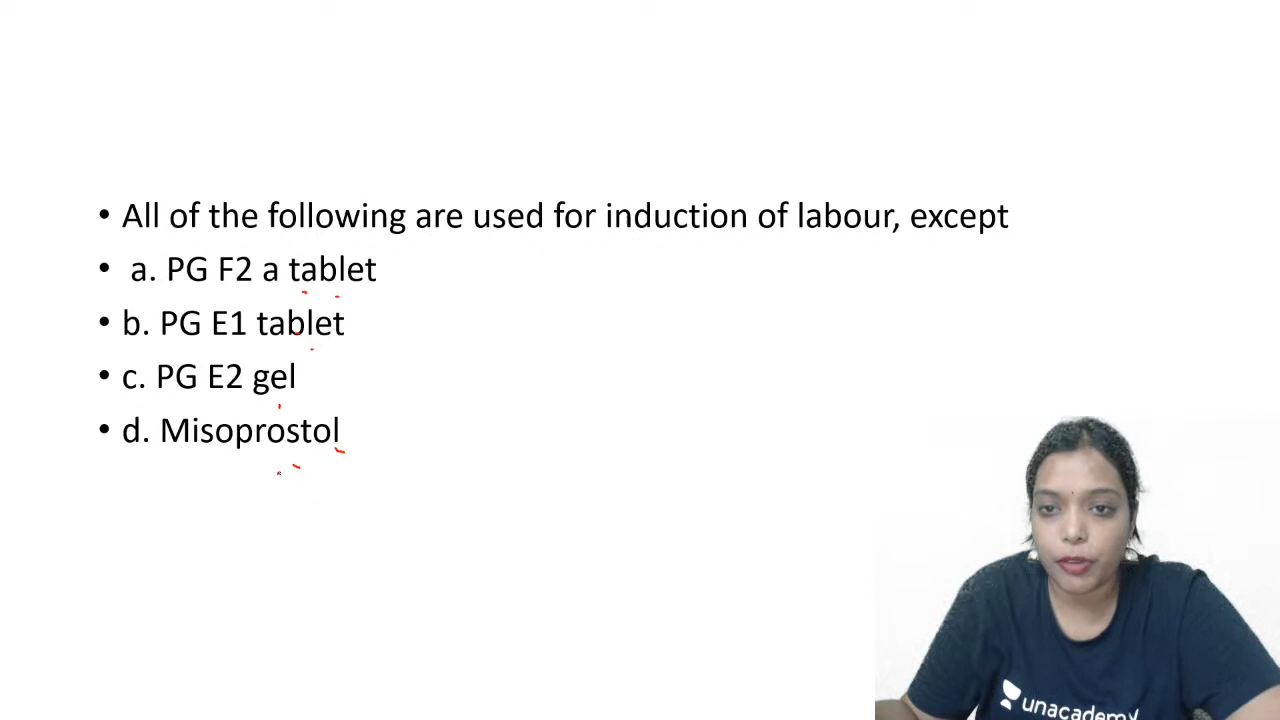 • All of the following are used for induction of labour, except
• a. PG F2 a tablet
• b. PG E1 tablet
• c. PG E2 gel
• d. Misoprostol
unacademy